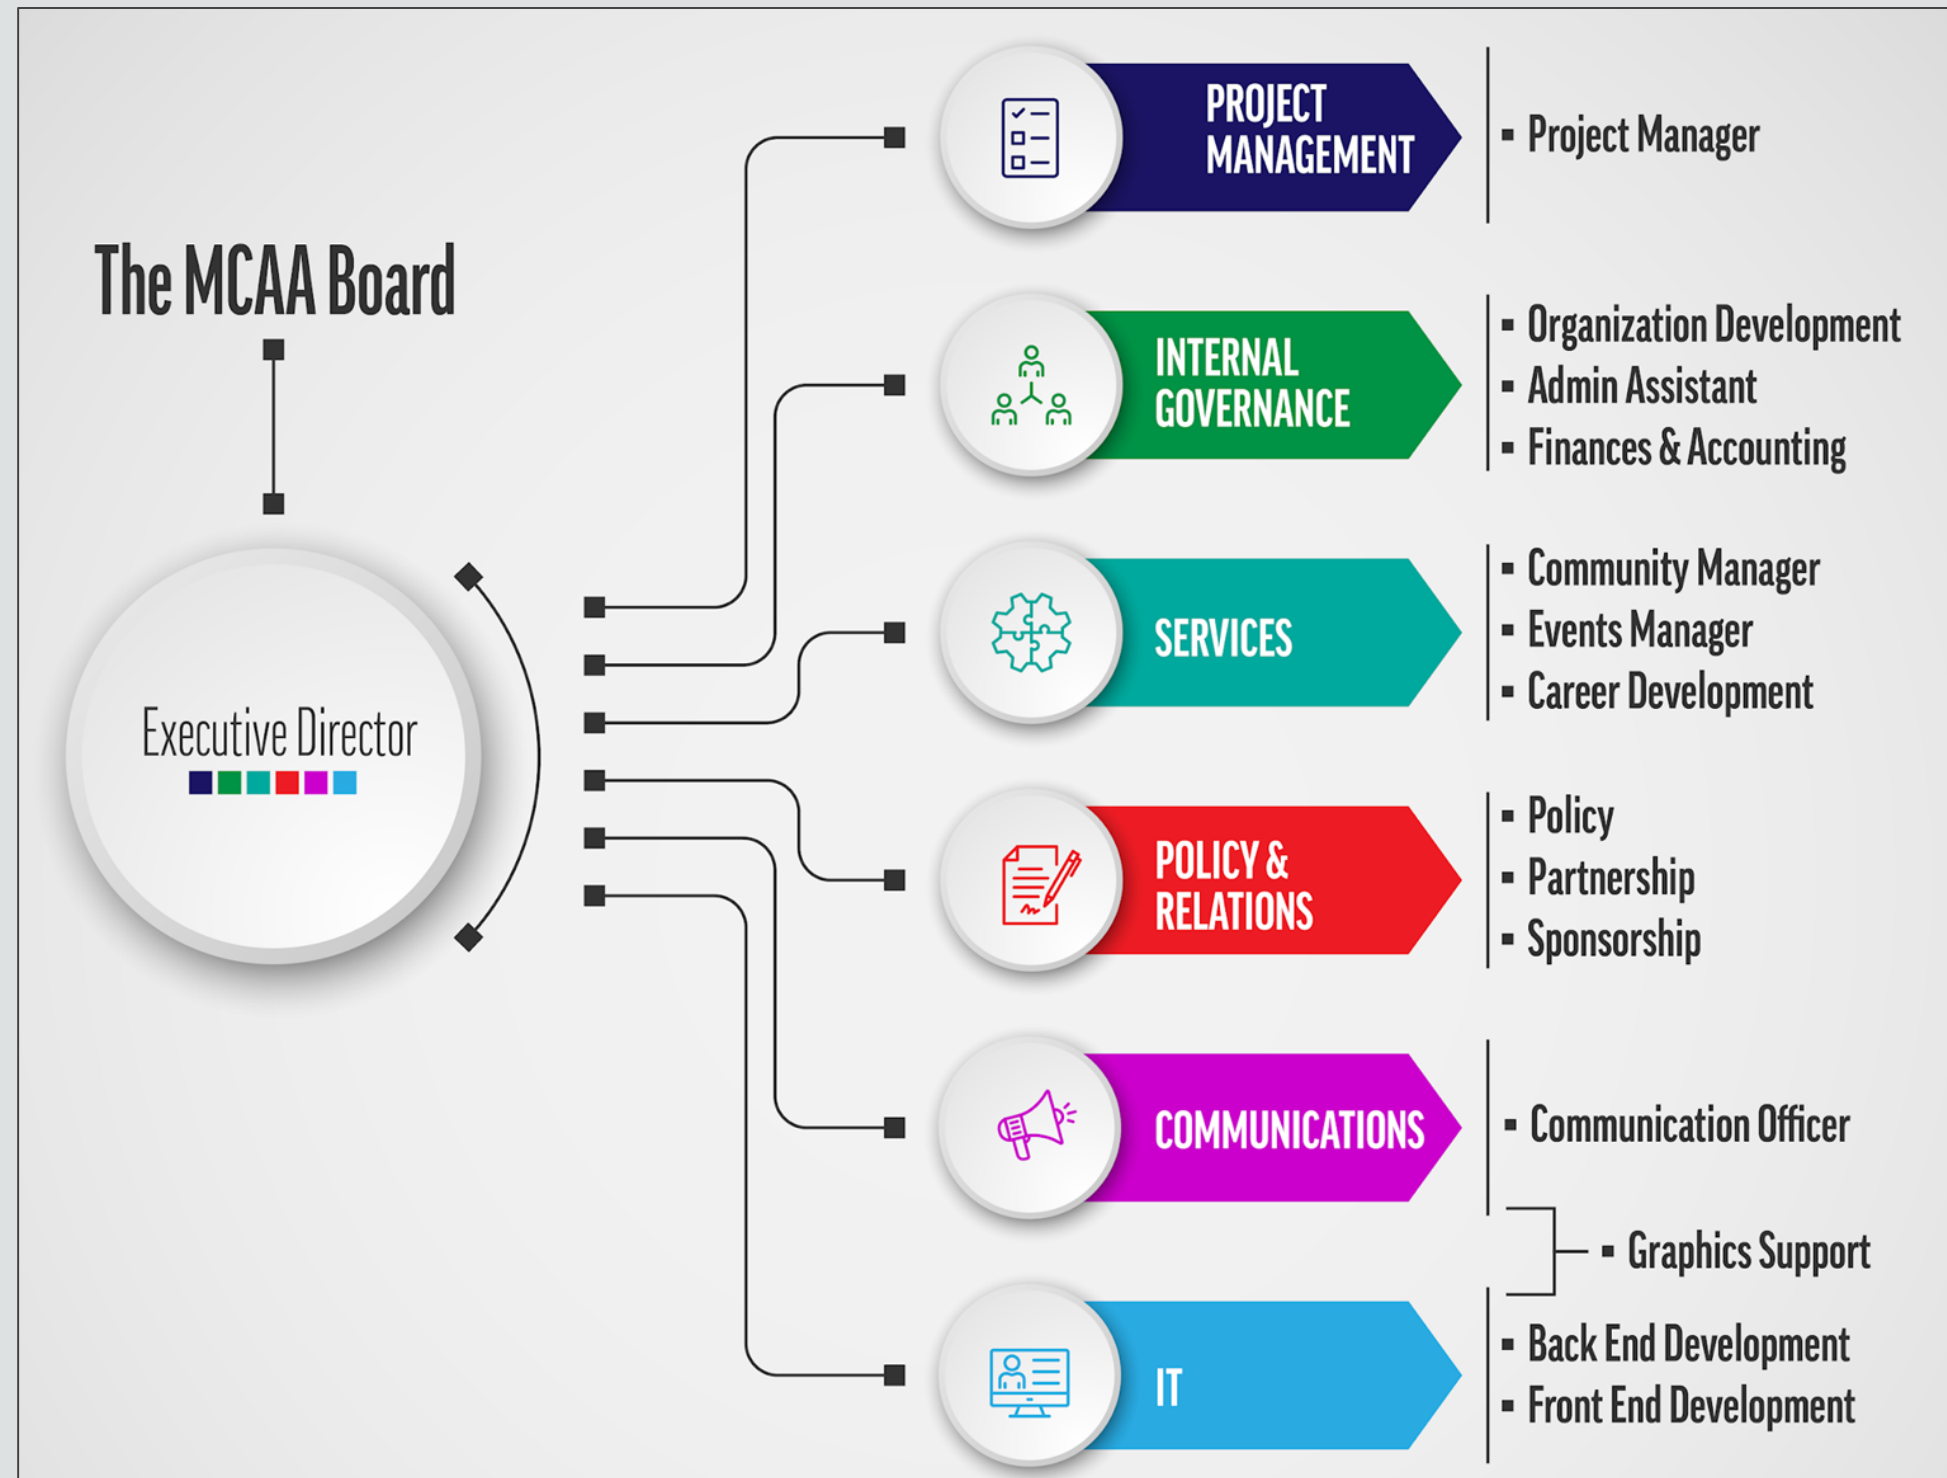 The MCAA Board
Executive Director
PROJECT
MANAGEMENT
Project Manager
INTERNAL
GOVERNANCE
Organization Development
Admin Assistant
Finances & Accounting
SERVICES
Community Manager
Events Manager
Career Development
POLICY &
RELATIONS
Policy
Partnership
Sponsorship
COMMUNICATIONS
Communication Officer
Graphics Support
IT
Back End Development
Front End Development